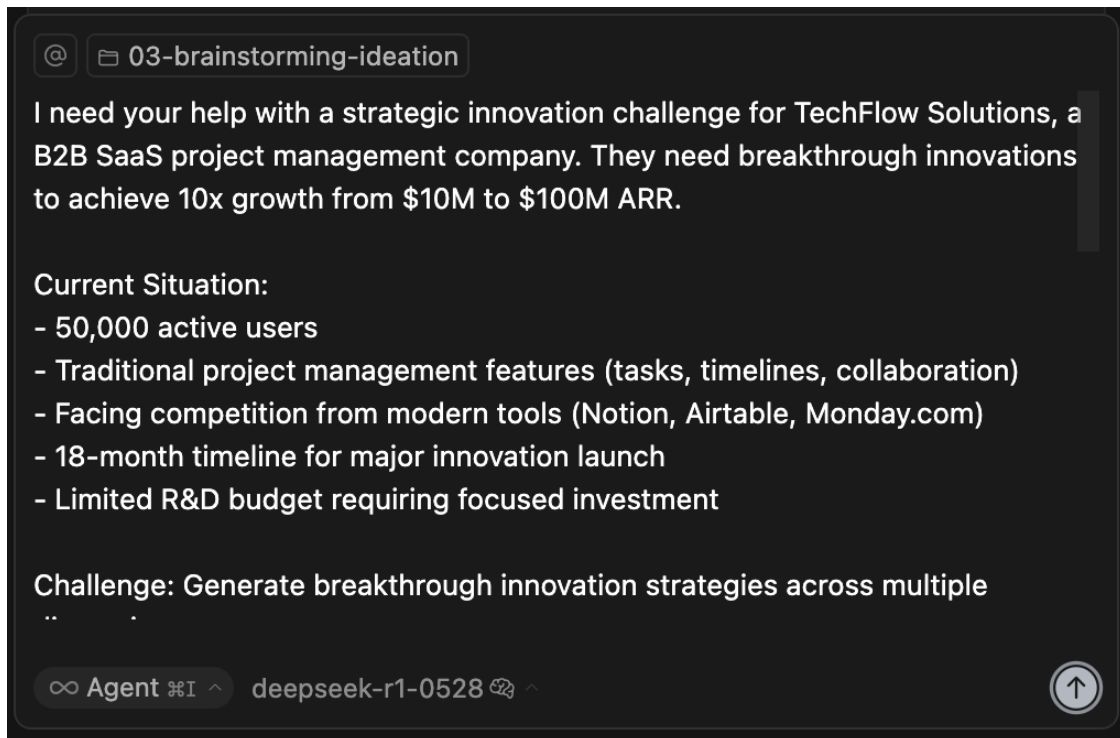 @ 03-brainstorming-ideation
I need your help with a strategic innovation challenge for TechFlow Solutions, a
B2B SaaS project management company. They need breakthrough innovations
to achieve 10x growth from $10M to $100M ARR.
Current Situation:
- 50,000 active users
- Traditional project management features (tasks, timelines, collaboration)
- Facing competition from modern tools (Notion, Airtable, Monday.com)
- 18-month timeline for major innovation launch
- Limited R&D budget requiring focused investment
Challenge: Generate breakthrough innovation strategies across multiple
∞ Agent ⌘I deepseek-r1-0528